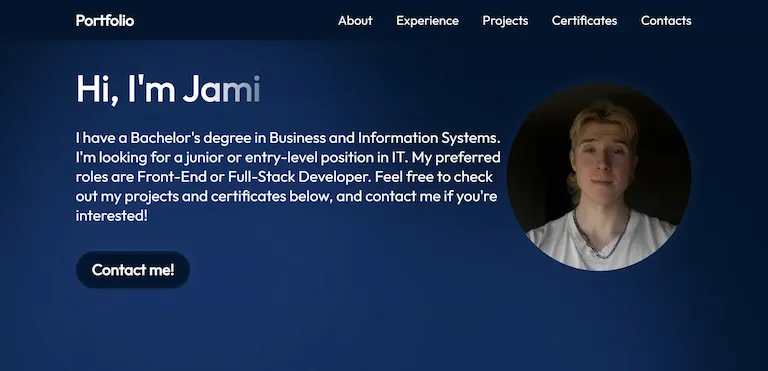 Portfolio
About
Experience
Projects
Certificates
Contacts
Hi, I'm Jami
I have a Bachelor's degree in Business and Information Systems.
I'm looking for a junior or entry-level position in IT. My preferred
roles are Front-End or Full-Stack Developer. Feel free to check
out my projects and certificates below, and contact me if you're
interested!
Contact me!